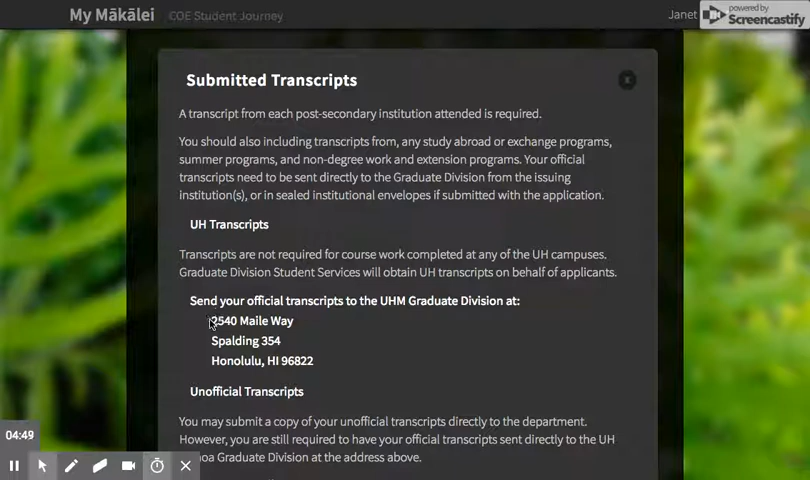 My Mākālei COE Student Journey Janet powered by
Screencastify
Submitted Transcripts
x
A transcript from each post-secondary institution attended is required.
You should also including transcripts from, any study abroad or exchange programs,
summer programs, and non-degree work and extension programs. Your official
transcripts need to be sent directly to the Graduate Division from the issuing
institution(s), or in sealed institutional envelopes if submitted with the application.
UH Transcripts
Transcripts are not required for course work completed at any of the UH campuses.
Graduate Division Student Services will obtain UH transcripts on behalf of applicants.
Send your official transcripts to the UHM Graduate Division at:
2540 Maile Way
Spalding 354
Honolulu, HI 96822
Unofficial Transcripts
You may submit a copy of your unofficial transcripts directly to the department.
However, you are still required to have your official transcripts sent directly to the UH
noa Graduate Division at the address above.
04:49